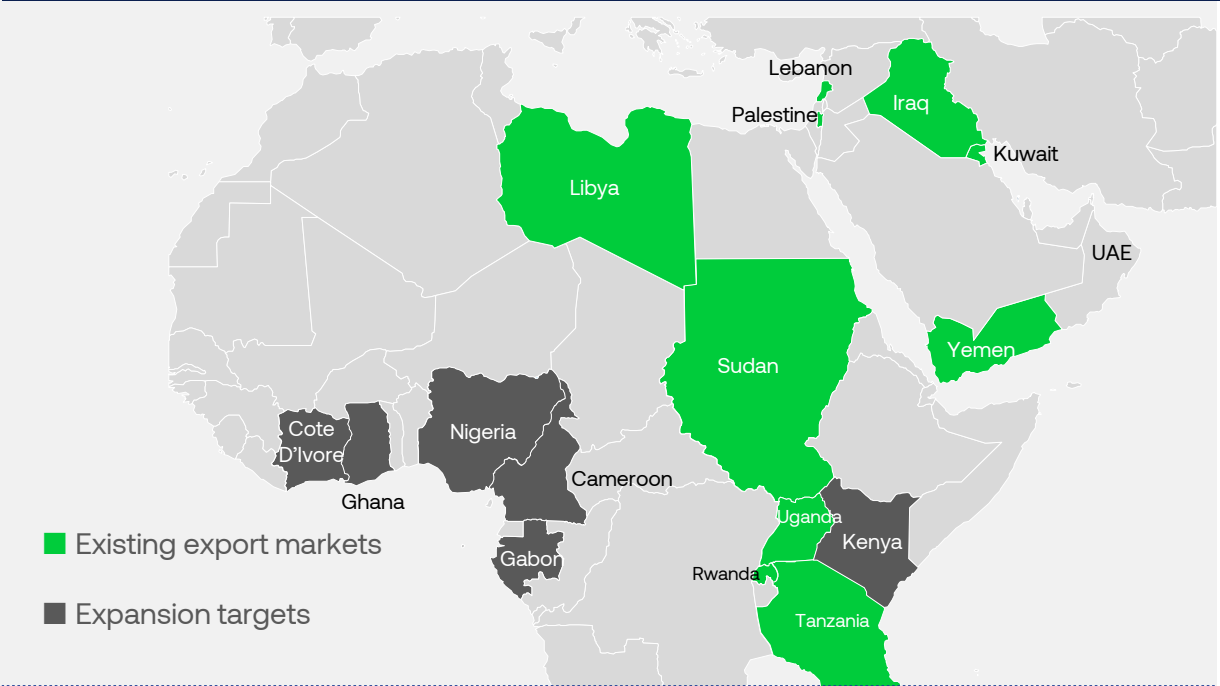 Lebanon
Iraq
Palestine
Kuwait
Libya
UAE
Yemen
Sudan
Cote
D’Ivore
Nigeria
Cameroon
Ghana
Uganda
Existing export markets
Kenya
Gabon
Rwanda
Expansion targets
Tanzania